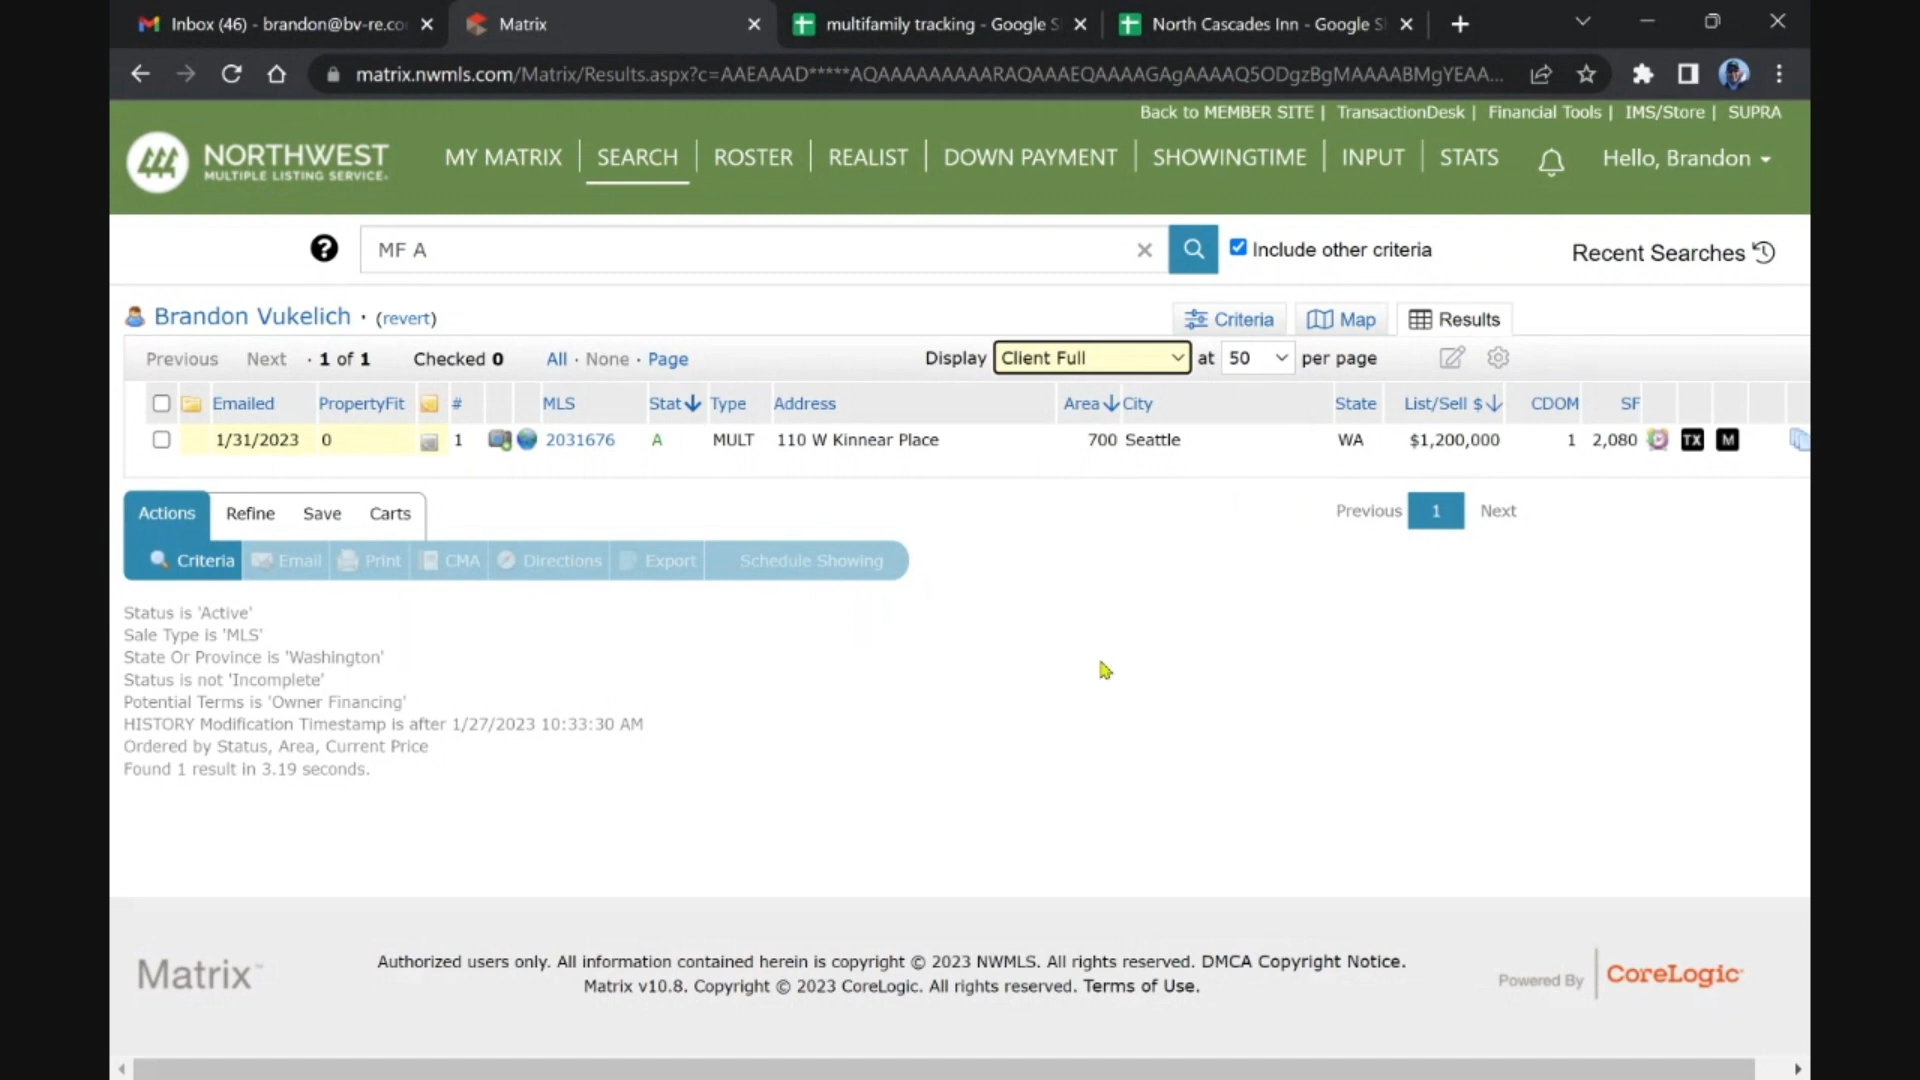 Inbox (46) - brandon@bv-re.co
Matrix
multifamily tracking - Google S
North Cascades Inn - Google S
matrix.nwmls.com/Matrix/Results.aspx?c=AAEAAAD*****AQAAAAAAAAARAQAAAEQAAAAGAgAAAAQ5ODgzBgMAAAABMgYEAA...
Back to MEMBER SITE | TransactionDesk | Financial Tools | IMS/Store | SUPRA
NORTHWEST
MULTIPLE LISTING SERVICE
MY MATRIX SEARCH ROSTER REALIST DOWN PAYMENT SHOWINGTIME INPUT STATS Hello, Brandon
MF A
Include other criteria
Recent Searches
Brandon Vukelich · (revert)
Criteria Map Results
Previous Next · 1 of 1 Checked 0 All · None · Page Display Client Full at 50 per page
Emailed PropertyFit # MLS Stat Type Address Area City State List/Sell $ CDOM SF
1/31/2023 0 1 2031676 A MULT 110 W Kinnear Place 700 Seattle WA $1,200,000 1 2,080 TX M
Actions Refine Save Carts
Previous 1 Next
Criteria Email Print CMA Directions Export Schedule Showing
Status is 'Active'
Sale Type is 'MLS'
State Or Province is 'Washington'
Status is not 'Incomplete'
Potential Terms is 'Owner Financing'
HISTORY Modification Timestamp is after 1/27/2023 10:33:30 AM
Ordered by Status, Area, Current Price
Found 1 result in 3.19 seconds.
Matrix™
Authorized users only. All information contained herein is copyright © 2023 NWMLS. All rights reserved. DMCA Copyright Notice.
Matrix v10.8. Copyright © 2023 CoreLogic. All rights reserved. Terms of Use.
Powered By CoreLogic